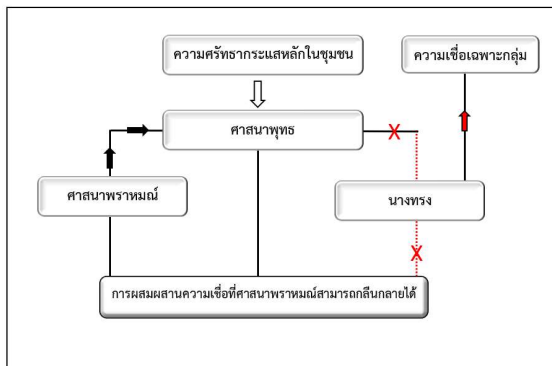 ความศรัทธากระแสหลักในชุมชน
ความเชื่อเฉพาะกลุ่ม
ศาสนาพุทธ
ศาสนาพราหมณ์
นางทรง
การผสมผสานความเชื่อที่ศาสนาพราหมณ์สามารถกลืนกลายได้